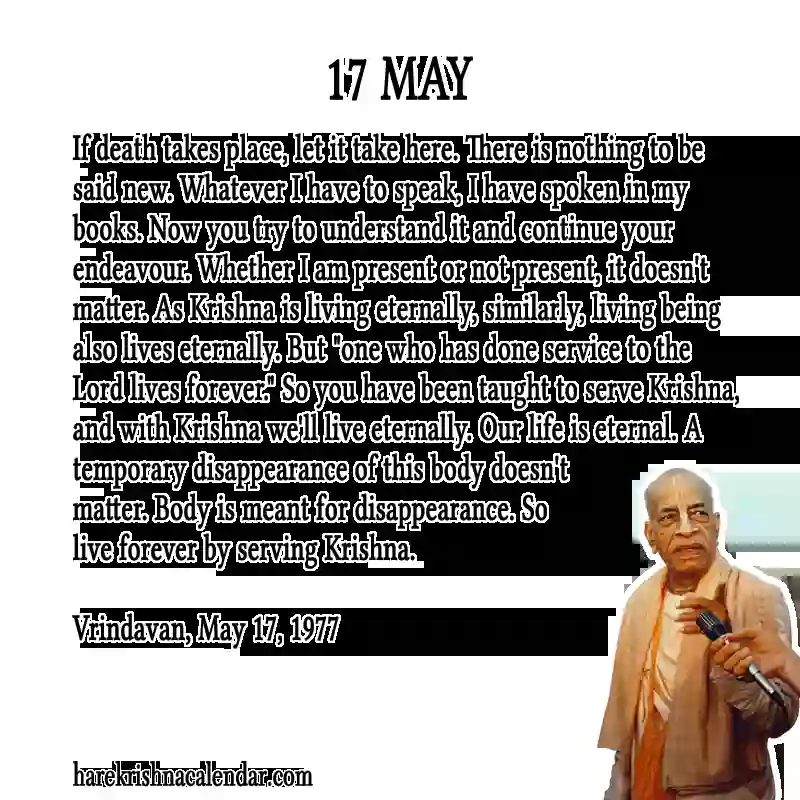 17 MAY
If death takes place, let it take here. There is nothing to be
said new. Whatever I have to speak, I have spoken in my
books. Now you try to understand it and continue your
endeavour. Whether I am present or not present, it doesn't
matter. As Krishna is living eternally, similarly, living being
also lives eternally. But "one who has done service to the
Lord lives forever." So you have been taught to serve Krishna,
and with Krishna we'll live eternally. Our life is eternal. A
temporary disappearance of this body doesn't
matter. Body is meant for disappearance. So
live forever by serving Krishna.
Vrindavan, May 17, 1977
harekrishnacalendar.com